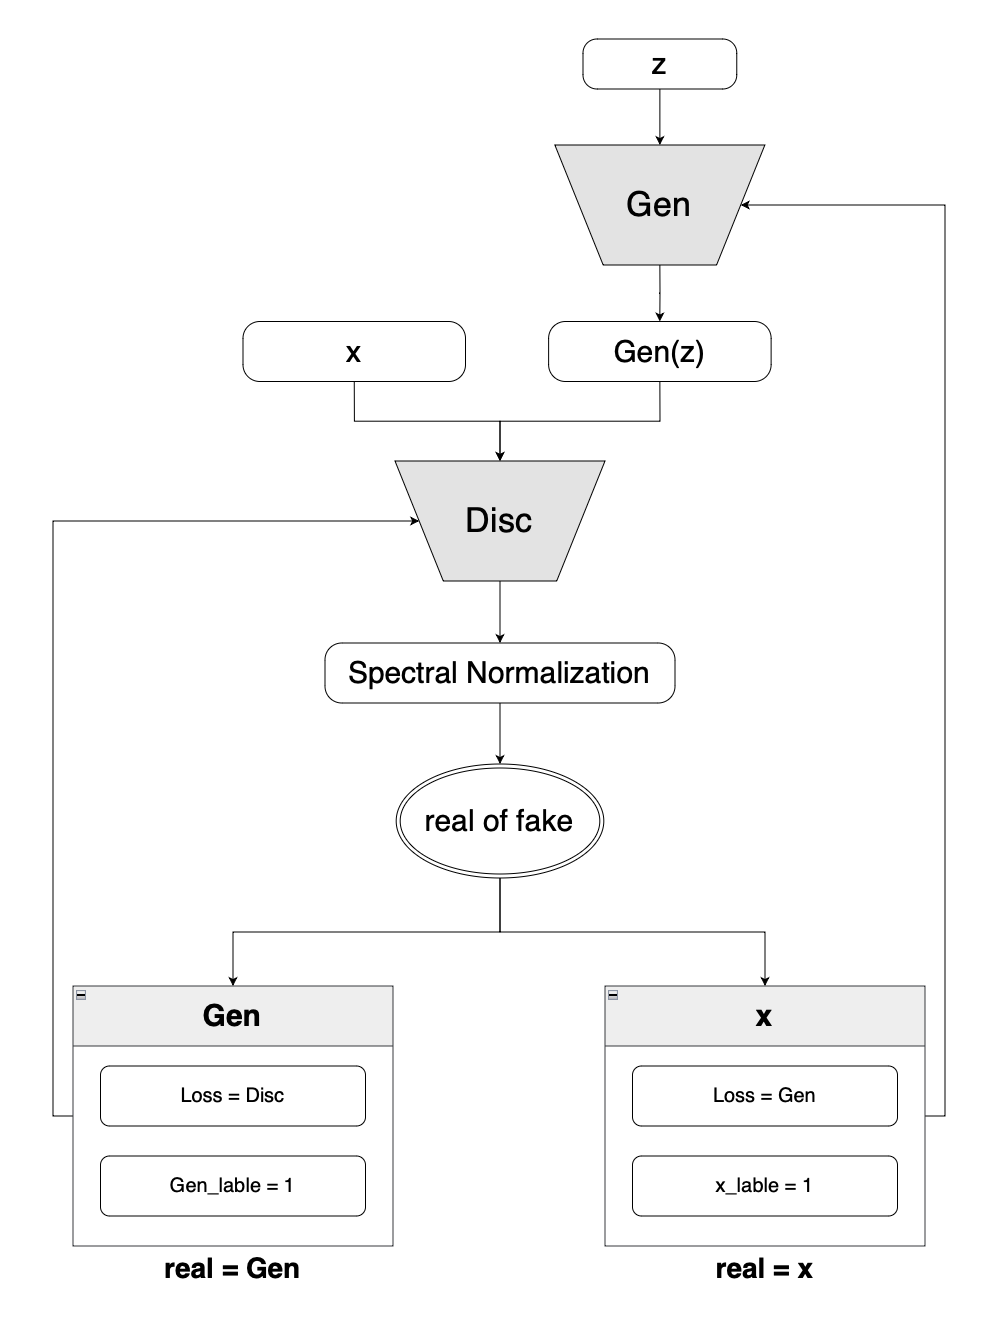 z
Gen
x
Gen(z)
Disc
Spectral Normalization
real of fake
Gen
Loss = Disc
Gen_lable = 1
real = Gen
x
Loss = Gen
x_lable = 1
real = x